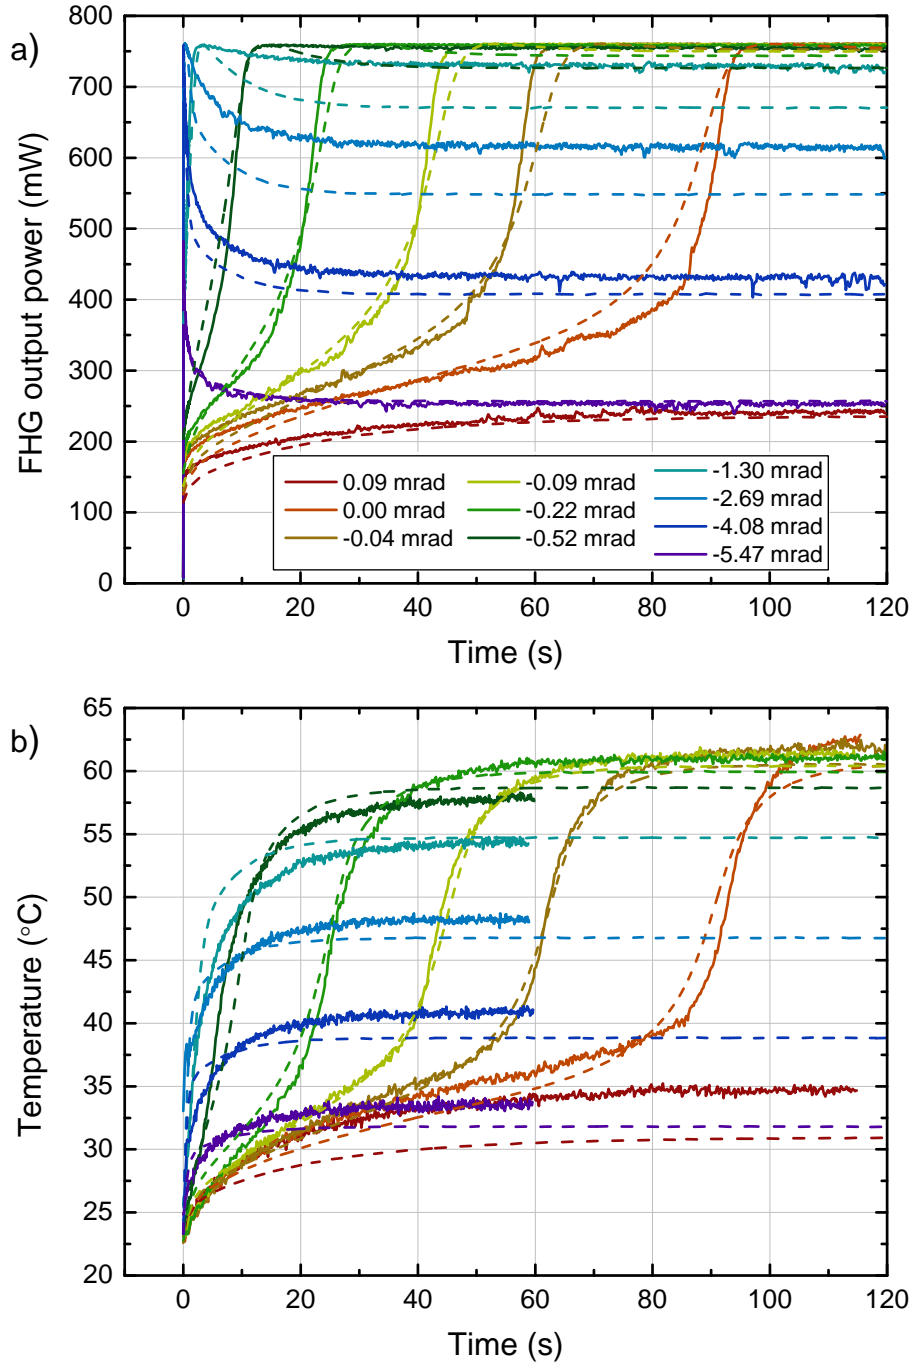 a)
800
700
600
500
400
300
200
100
0
FHG output power (mW)
0.09 mrad
0.00 mrad
-0.04 mrad
-0.09 mrad
-0.22 mrad
-0.52 mrad
-1.30 mrad
-2.69 mrad
-4.08 mrad
-5.47 mrad
0 20 40 60 80 100 120
Time (s)
b)
65
60
55
50
45
40
35
30
25
20
Temperature (°C)
0 20 40 60 80 100 120
Time (s)